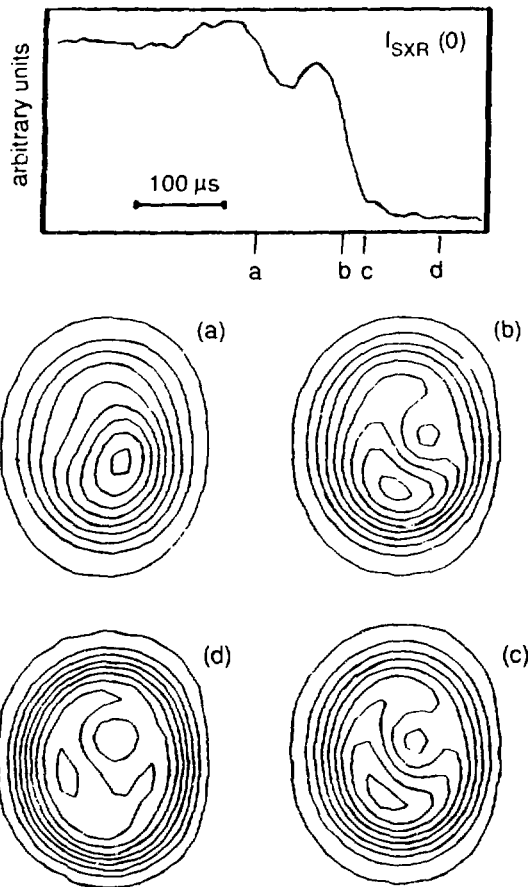 I_SXR (0)
arbitrary units
100 μs
a b c d
(a) (b)
(d) (c)